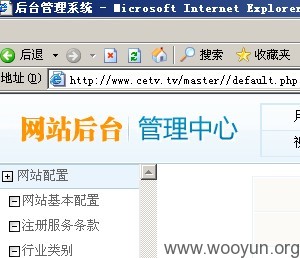 后台管理系统 - Microsoft Internet Explorer
后退 搜索 收藏夹
地址(D) http://www.cetv.tv/master//default.php
网站后台 管理中心
网站配置
网站基本配置
注册服务条款
行业类别
www.wooyun.org